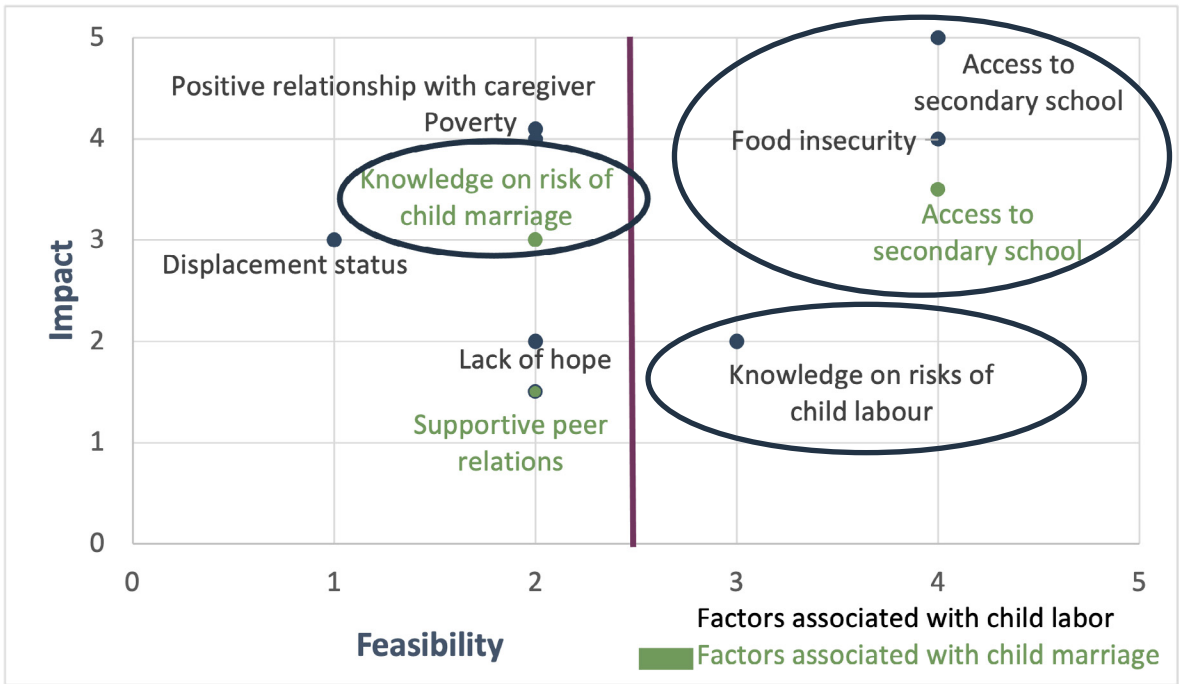 5
Access to
secondary school
Positive relationship with caregiver
Poverty
4
Food insecurity
Knowledge on risk of
child marriage
Access to
secondary school
3
Displacement status
Impact
2
Lack of hope
Knowledge on risks of
child labour
Supportive peer
relations
1
0
0 1 2 3 4 5
Feasibility
Factors associated with child labor
Factors associated with child marriage